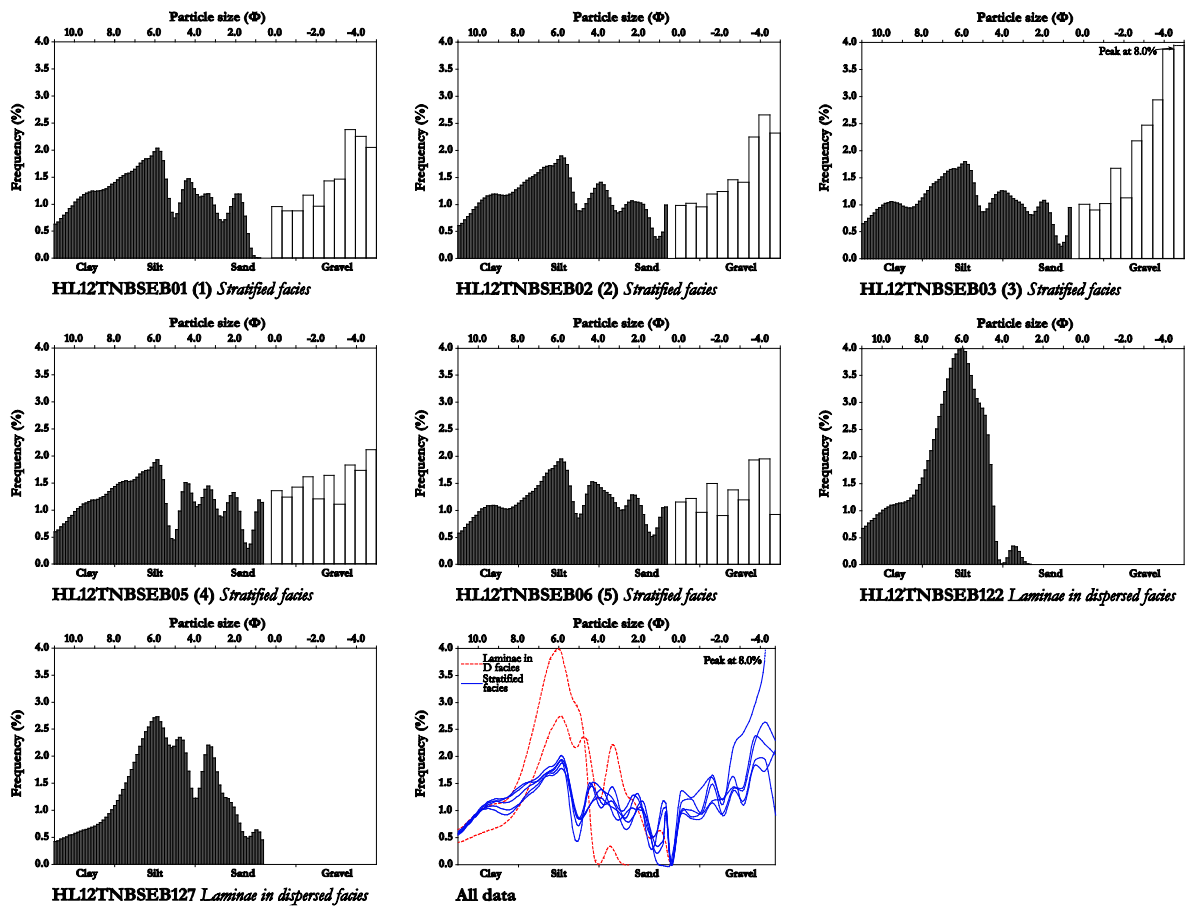 Particle size (Φ) Particle size (Φ) Particle size (Φ)
10.0 8.0 6.0 4.0 2.0 0.0 -2.0 -4.0 10.0 8.0 6.0 4.0 2.0 0.0 -2.0 -4.0 10.0 8.0 6.0 4.0 2.0 0.0 -2.0 -4.0
Peak at 8.0%
Frequency (%) Frequency (%) Frequency (%)
4.0 4.0 4.0
3.5 3.5 3.5
3.0 3.0 3.0
2.5 2.5 2.5
2.0 2.0 2.0
1.5 1.5 1.5
1.0 1.0 1.0
0.5 0.5 0.5
0.0 0.0 0.0
Clay Silt Sand Gravel Clay Silt Sand Gravel Clay Silt Sand Gravel
HL12TNBSEB01 (1) Stratified facies HL12TNBSEB02 (2) Stratified facies HL12TNBSEB03 (3) Stratified facies
Particle size (Φ) Particle size (Φ) Particle size (Φ)
10.0 8.0 6.0 4.0 2.0 0.0 -2.0 -4.0 10.0 8.0 6.0 4.0 2.0 0.0 -2.0 -4.0 10.0 8.0 6.0 4.0 2.0 0.0 -2.0 -4.0
Frequency (%) Frequency (%) Frequency (%)
4.0 4.0 4.0
3.5 3.5 3.5
3.0 3.0 3.0
2.5 2.5 2.5
2.0 2.0 2.0
1.5 1.5 1.5
1.0 1.0 1.0
0.5 0.5 0.5
0.0 0.0 0.0
Clay Silt Sand Gravel Clay Silt Sand Gravel Clay Silt Sand Gravel
HL12TNBSEB05 (4) Stratified facies HL12TNBSEB06 (5) Stratified facies HL12TNBSEB122 Laminae in dispersed facies
Particle size (Φ) Particle size (Φ)
10.0 8.0 6.0 4.0 2.0 0.0 -2.0 -4.0 10.0 8.0 6.0 4.0 2.0 0.0 -2.0 -4.0
Laminae in
D facies
Stratified
facies
Peak at 8.0%
Frequency (%) Frequency (%)
4.0 4.0
3.5 3.5
3.0 3.0
2.5 2.5
2.0 2.0
1.5 1.5
1.0 1.0
0.5 0.5
0.0 0.0
Clay Silt Sand Gravel Clay Silt Sand Gravel
HL12TNBSEB127 Laminae in dispersed facies All data